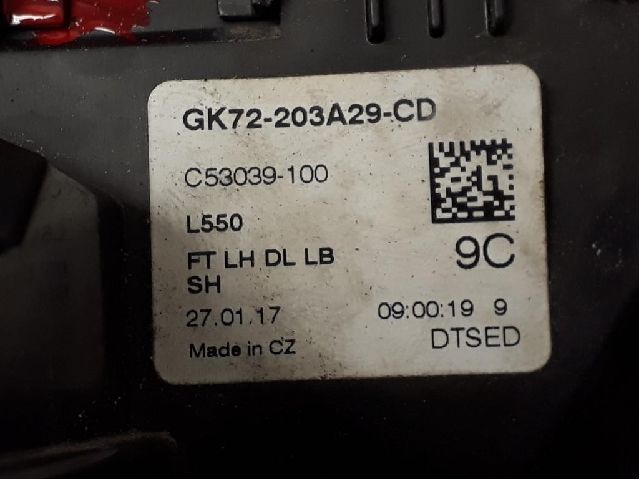 GK72-203A29-CD
C53039-100
L550
FT LH DL LB
9C
SH
27.01.17
09:00:19 9
Made in CZ
DTSED